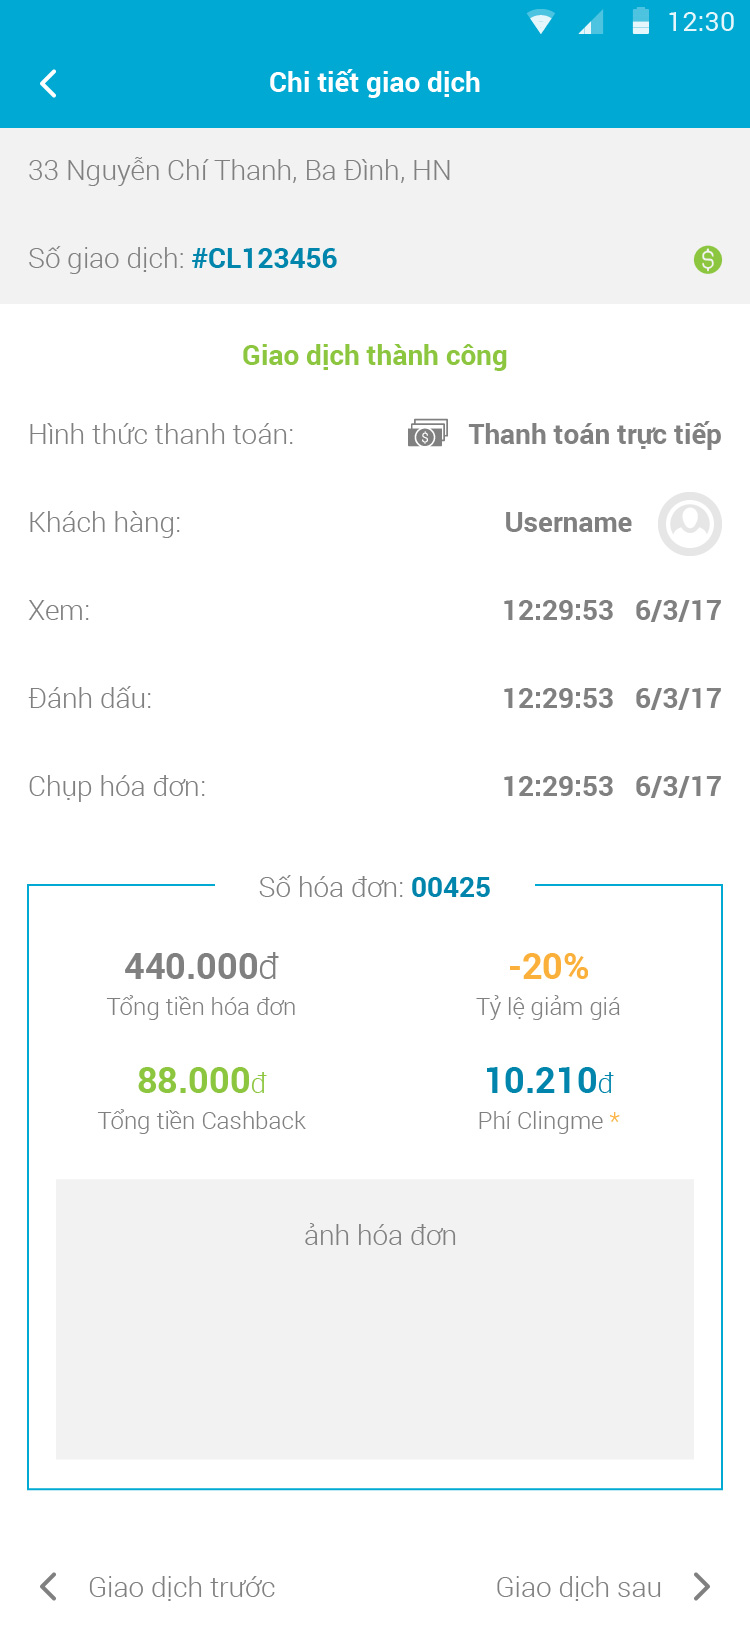 12:30
Chi tiết giao dịch
33 Nguyễn Chí Thanh, Ba Đình, HN
Số giao dịch: #CL123456
Giao dịch thành công
Hình thức thanh toán: Thanh toán trực tiếp
Khách hàng: Username
Xem: 12:29:53 6/3/17
Đánh dấu: 12:29:53 6/3/17
Chụp hóa đơn: 12:29:53 6/3/17
Số hóa đơn: 00425
440.000đ -20%
Tổng tiền hóa đơn Tỷ lệ giảm giá
88.000đ 10.210đ
Tổng tiền Cashback Phí Clingme *
ảnh hóa đơn
Giao dịch trước Giao dịch sau